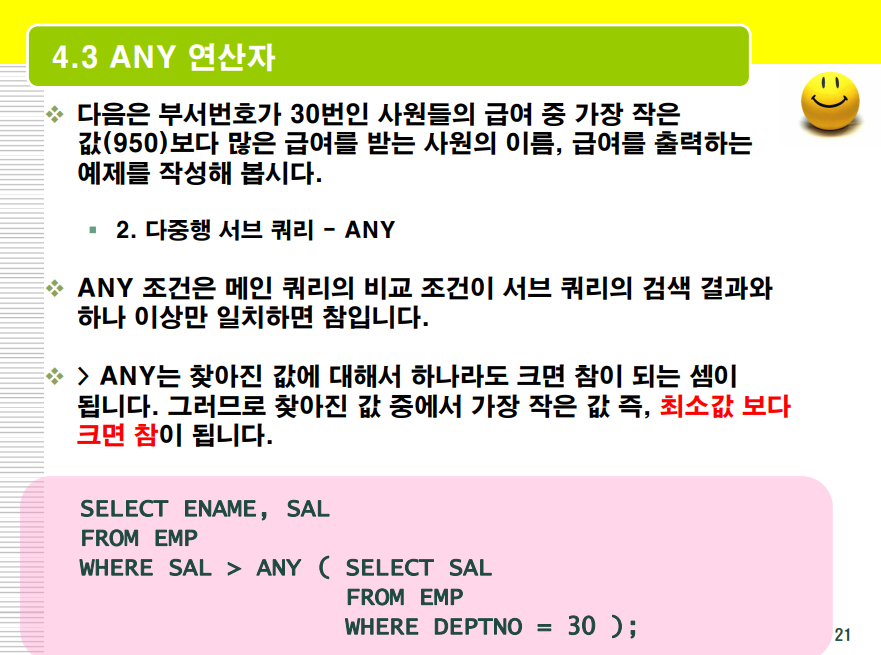 4.3 ANY 연산자
다음은 부서번호가 30번인 사원들의 급여 중 가장 작은
값(950)보다 많은 급여를 받는 사원의 이름, 급여를 출력하는
예제를 작성해 봅시다.
2. 다중행 서브 쿼리 - ANY
ANY 조건은 메인 쿼리의 비교 조건이 서브 쿼리의 검색 결과와
하나 이상만 일치하면 참입니다.
> ANY는 찾아진 값에 대해서 하나라도 크면 참이 되는 셈이
됩니다. 그러므로 찾아진 값 중에서 가장 작은 값 즉, 최소값 보다
크면 참이 됩니다.
SELECT ENAME, SAL
FROM EMP
WHERE SAL > ANY ( SELECT SAL
FROM EMP
WHERE DEPTNO = 30 );
21